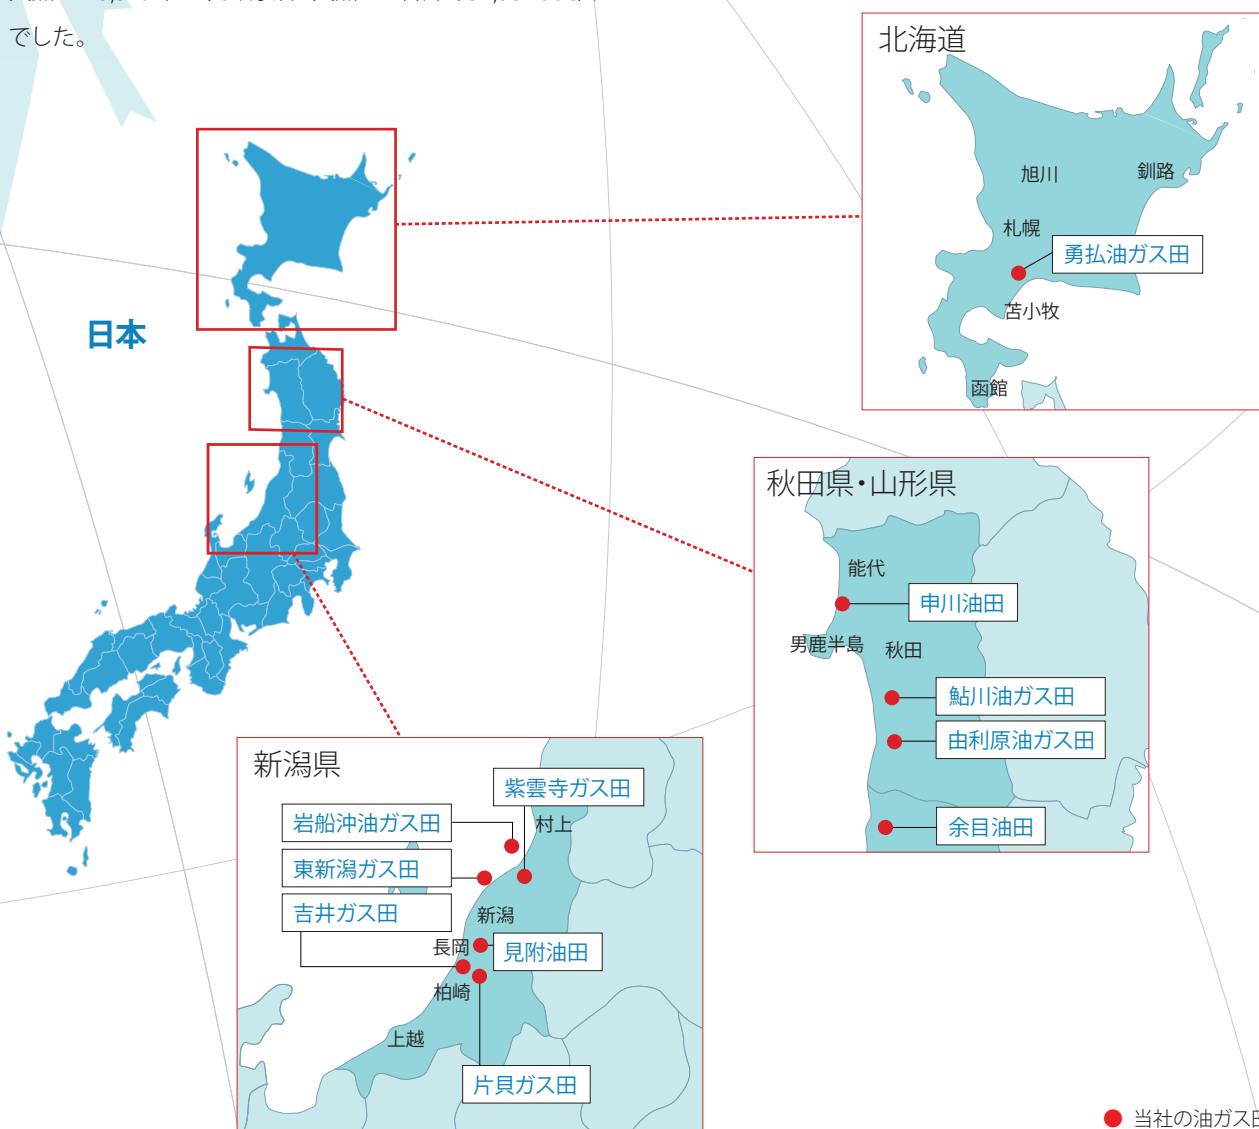 でした。
北海道
旭川
釧路
札幌
勇払油ガス田
苫小牧
函館
日本
秋田県・山形県
能代
申川油田
男鹿半島
秋田
鮎川油ガス田
由利原油ガス田
余目油田
新潟県
紫雲寺ガス田
岩船沖油ガス田
村上
東新潟ガス田
吉井ガス田
新潟
長岡
見附油田
柏崎
上越
片貝ガス田
当社の油ガス田